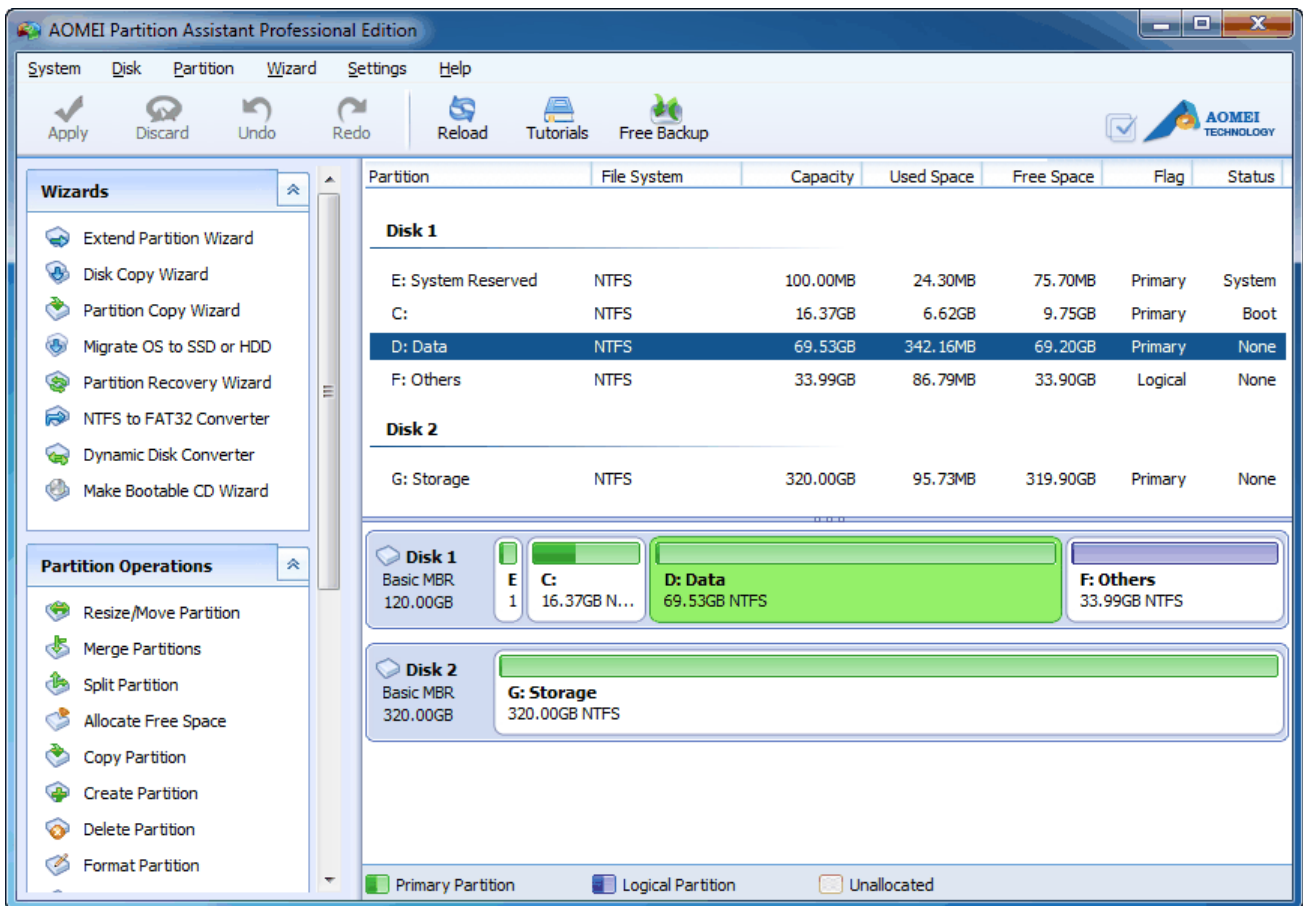 AOMEI Partition Assistant Professional Edition
System Disk Partition Wizard Settings Help
Apply Discard Undo Redo Reload Tutorials Free Backup
AOMEI
TECHNOLOGY
Wizards
Extend Partition Wizard
Disk Copy Wizard
Partition Copy Wizard
Migrate OS to SSD or HDD
Partition Recovery Wizard
NTFS to FAT32 Converter
Dynamic Disk Converter
Make Bootable CD Wizard
Partition Operations
Resize/Move Partition
Merge Partitions
Split Partition
Allocate Free Space
Copy Partition
Create Partition
Delete Partition
Format Partition
Partition File System Capacity Used Space Free Space Flag Status
Disk 1
E: System Reserved NTFS 100.00MB 24.30MB 75.70MB Primary System
C: NTFS 16.37GB 6.62GB 9.75GB Primary Boot
D: Data NTFS 69.53GB 342.16MB 69.20GB Primary None
F: Others NTFS 33.99GB 86.79MB 33.90GB Logical None
Disk 2
G: Storage NTFS 320.00GB 95.73MB 319.90GB Primary None
Disk 1
Basic MBR
120.00GB
E
1
C:
16.37GB N...
D: Data
69.53GB NTFS
F: Others
33.99GB NTFS
Disk 2
Basic MBR
320.00GB
G: Storage
320.00GB NTFS
Primary Partition Logical Partition Unallocated